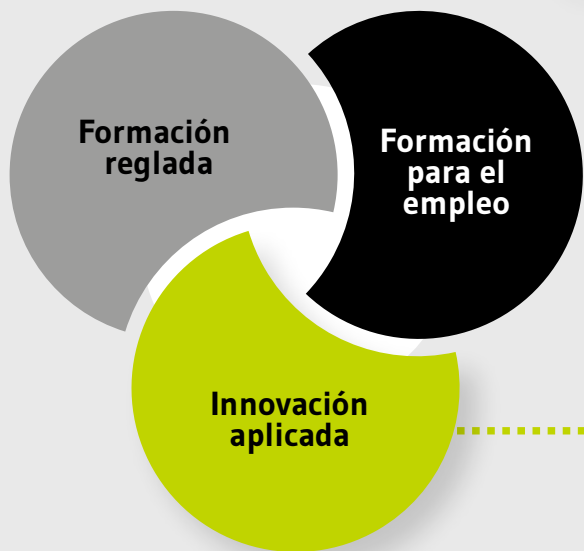 Formación
reglada
Formación
para el
empleo
Innovación
aplicada